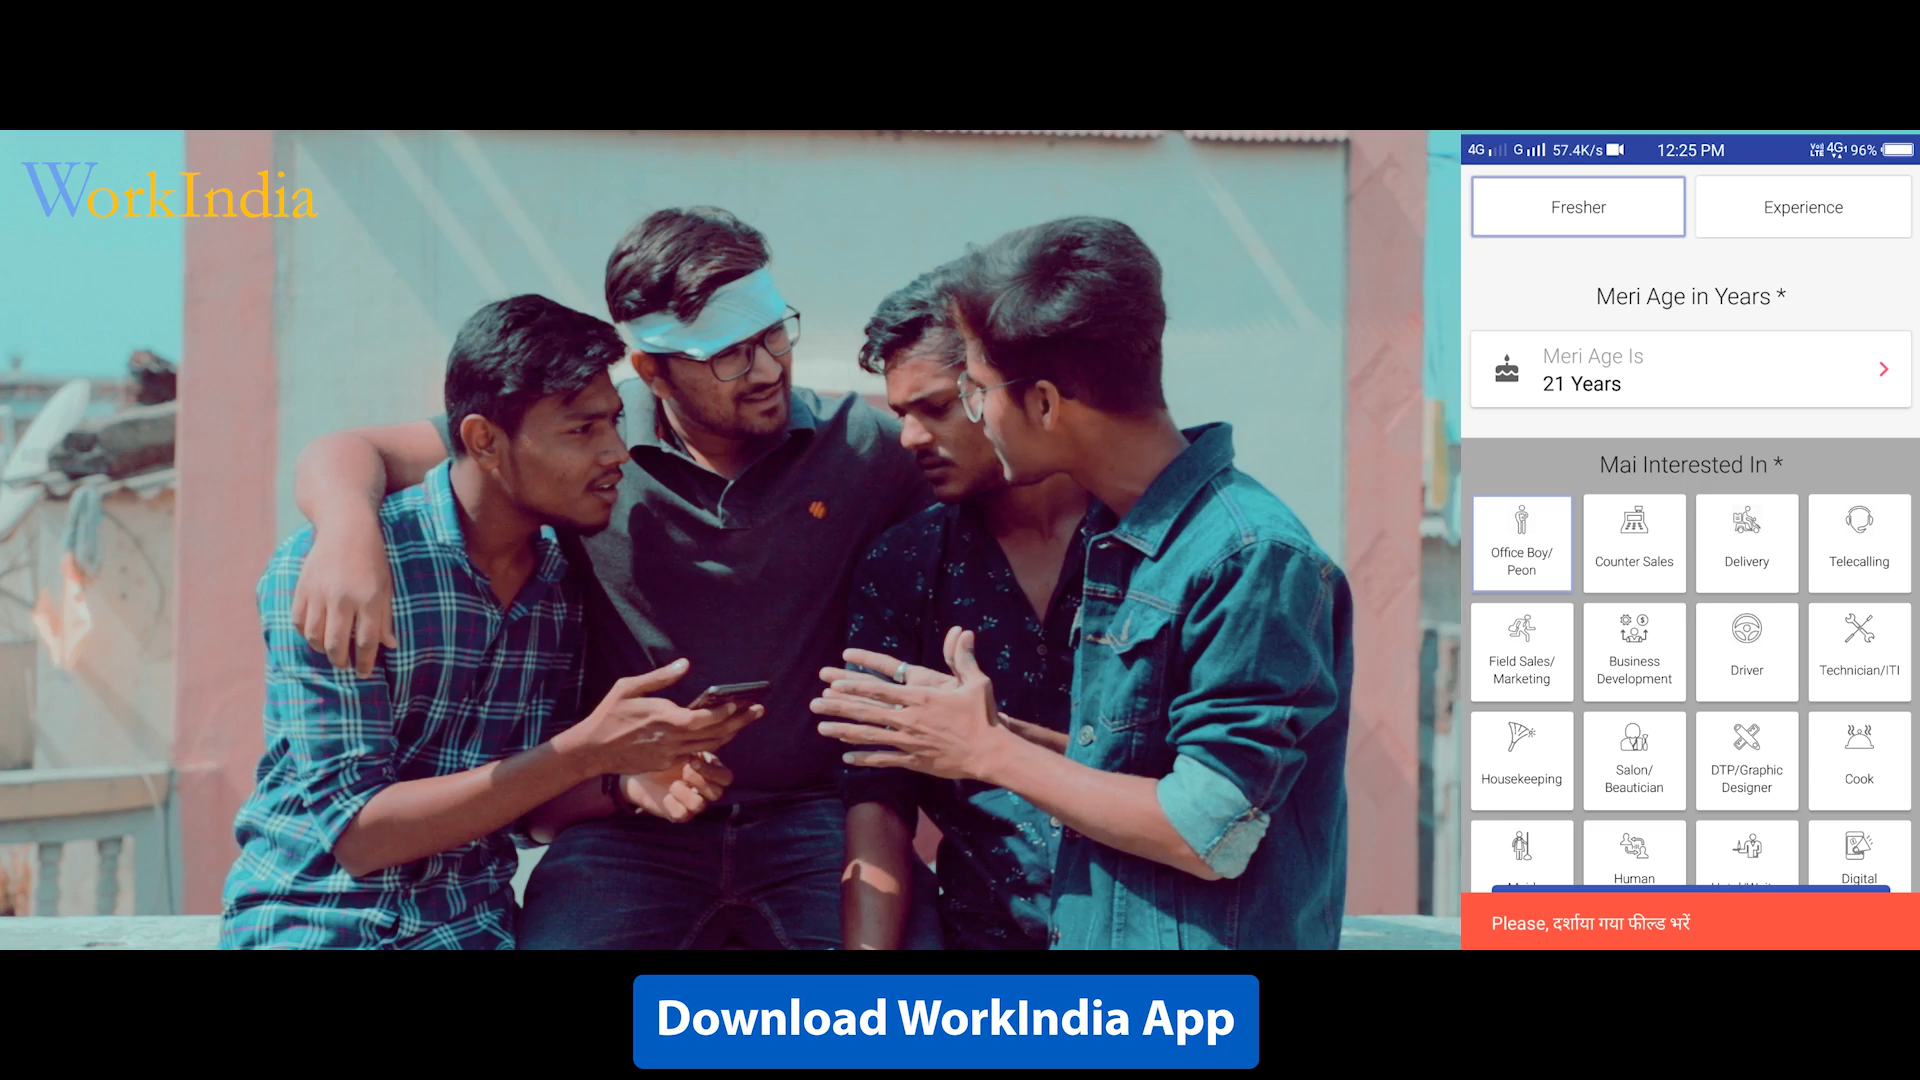 WorkIndia
4G G 57.4K/s 12:25 PM VoLTE 4G 96%
Fresher Experience
Meri Age in Years *
Meri Age Is
21 Years
Mai Interested In *
Office Boy/
Peon
Counter Sales
Delivery
Telecalling
Field Sales/
Marketing
Business
Development
Driver
Technician/ITI
Housekeeping
Salon/
Beautician
DTP/Graphic
Designer
Cook
Human
Digital
Please, दर्शाया गया फील्ड भरें
Download WorkIndia App